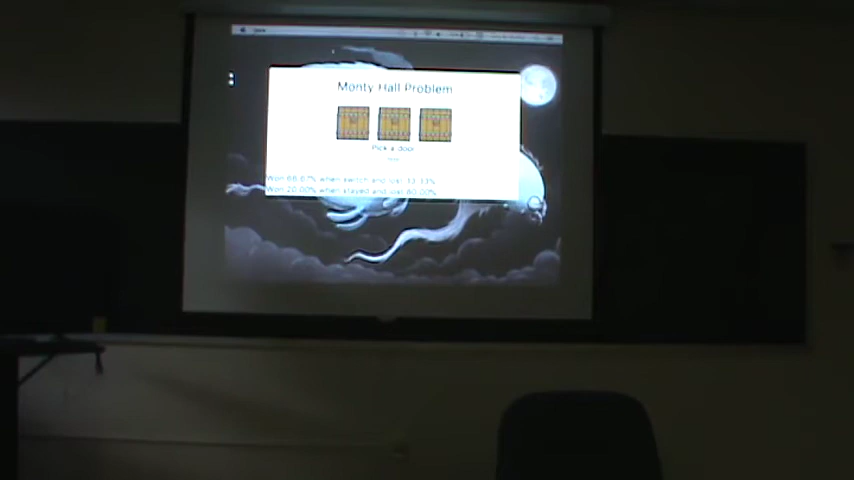 Monty Hall Problem
Pick a door
Won 66.67% when switch and lost 33.33%
Won 20.00% when stayed and lost 80.00%